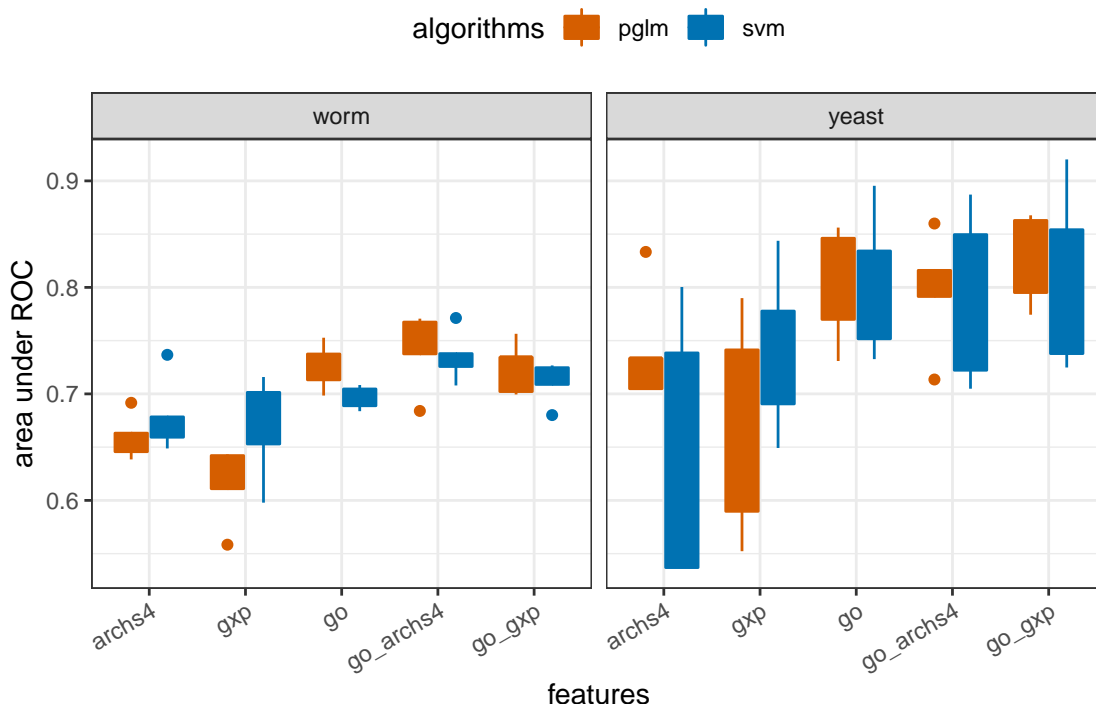 algorithms pglm svm
worm yeast
area under ROC
0.9
0.8
0.7
0.6
archs4 gxp go go_archs4 go_gxp archs4 gxp go go_archs4 go_gxp
features